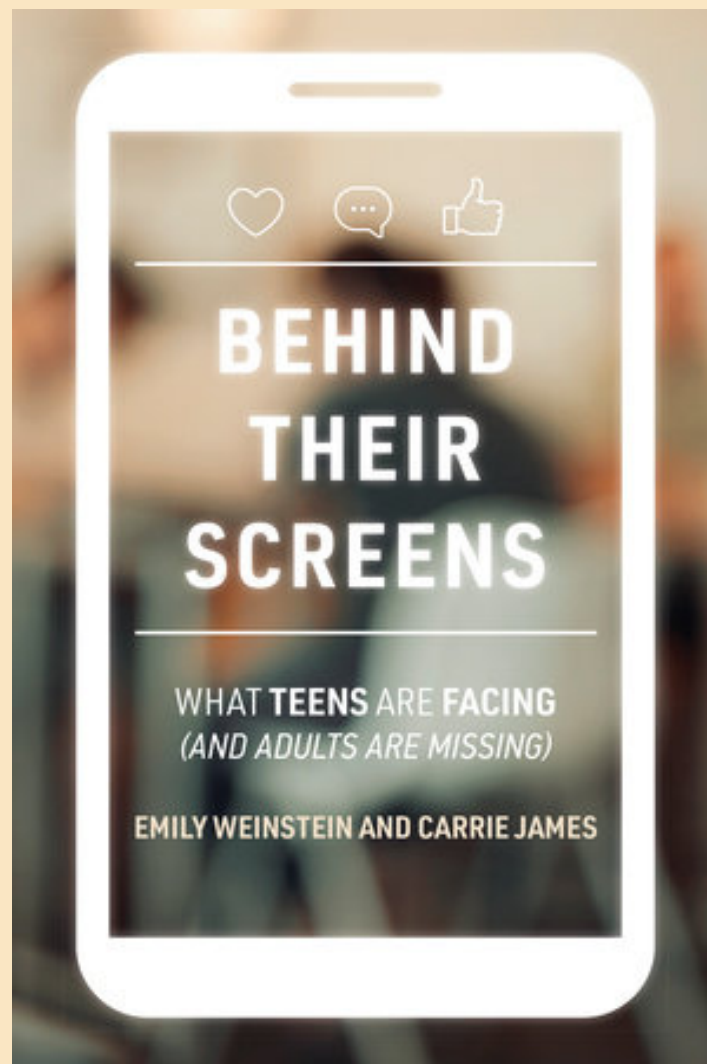 BEHIND
THEIR
SCREENS
WHAT TEENS ARE FACING
(AND ADULTS ARE MISSING)
EMILY WEINSTEIN AND CARRIE JAMES